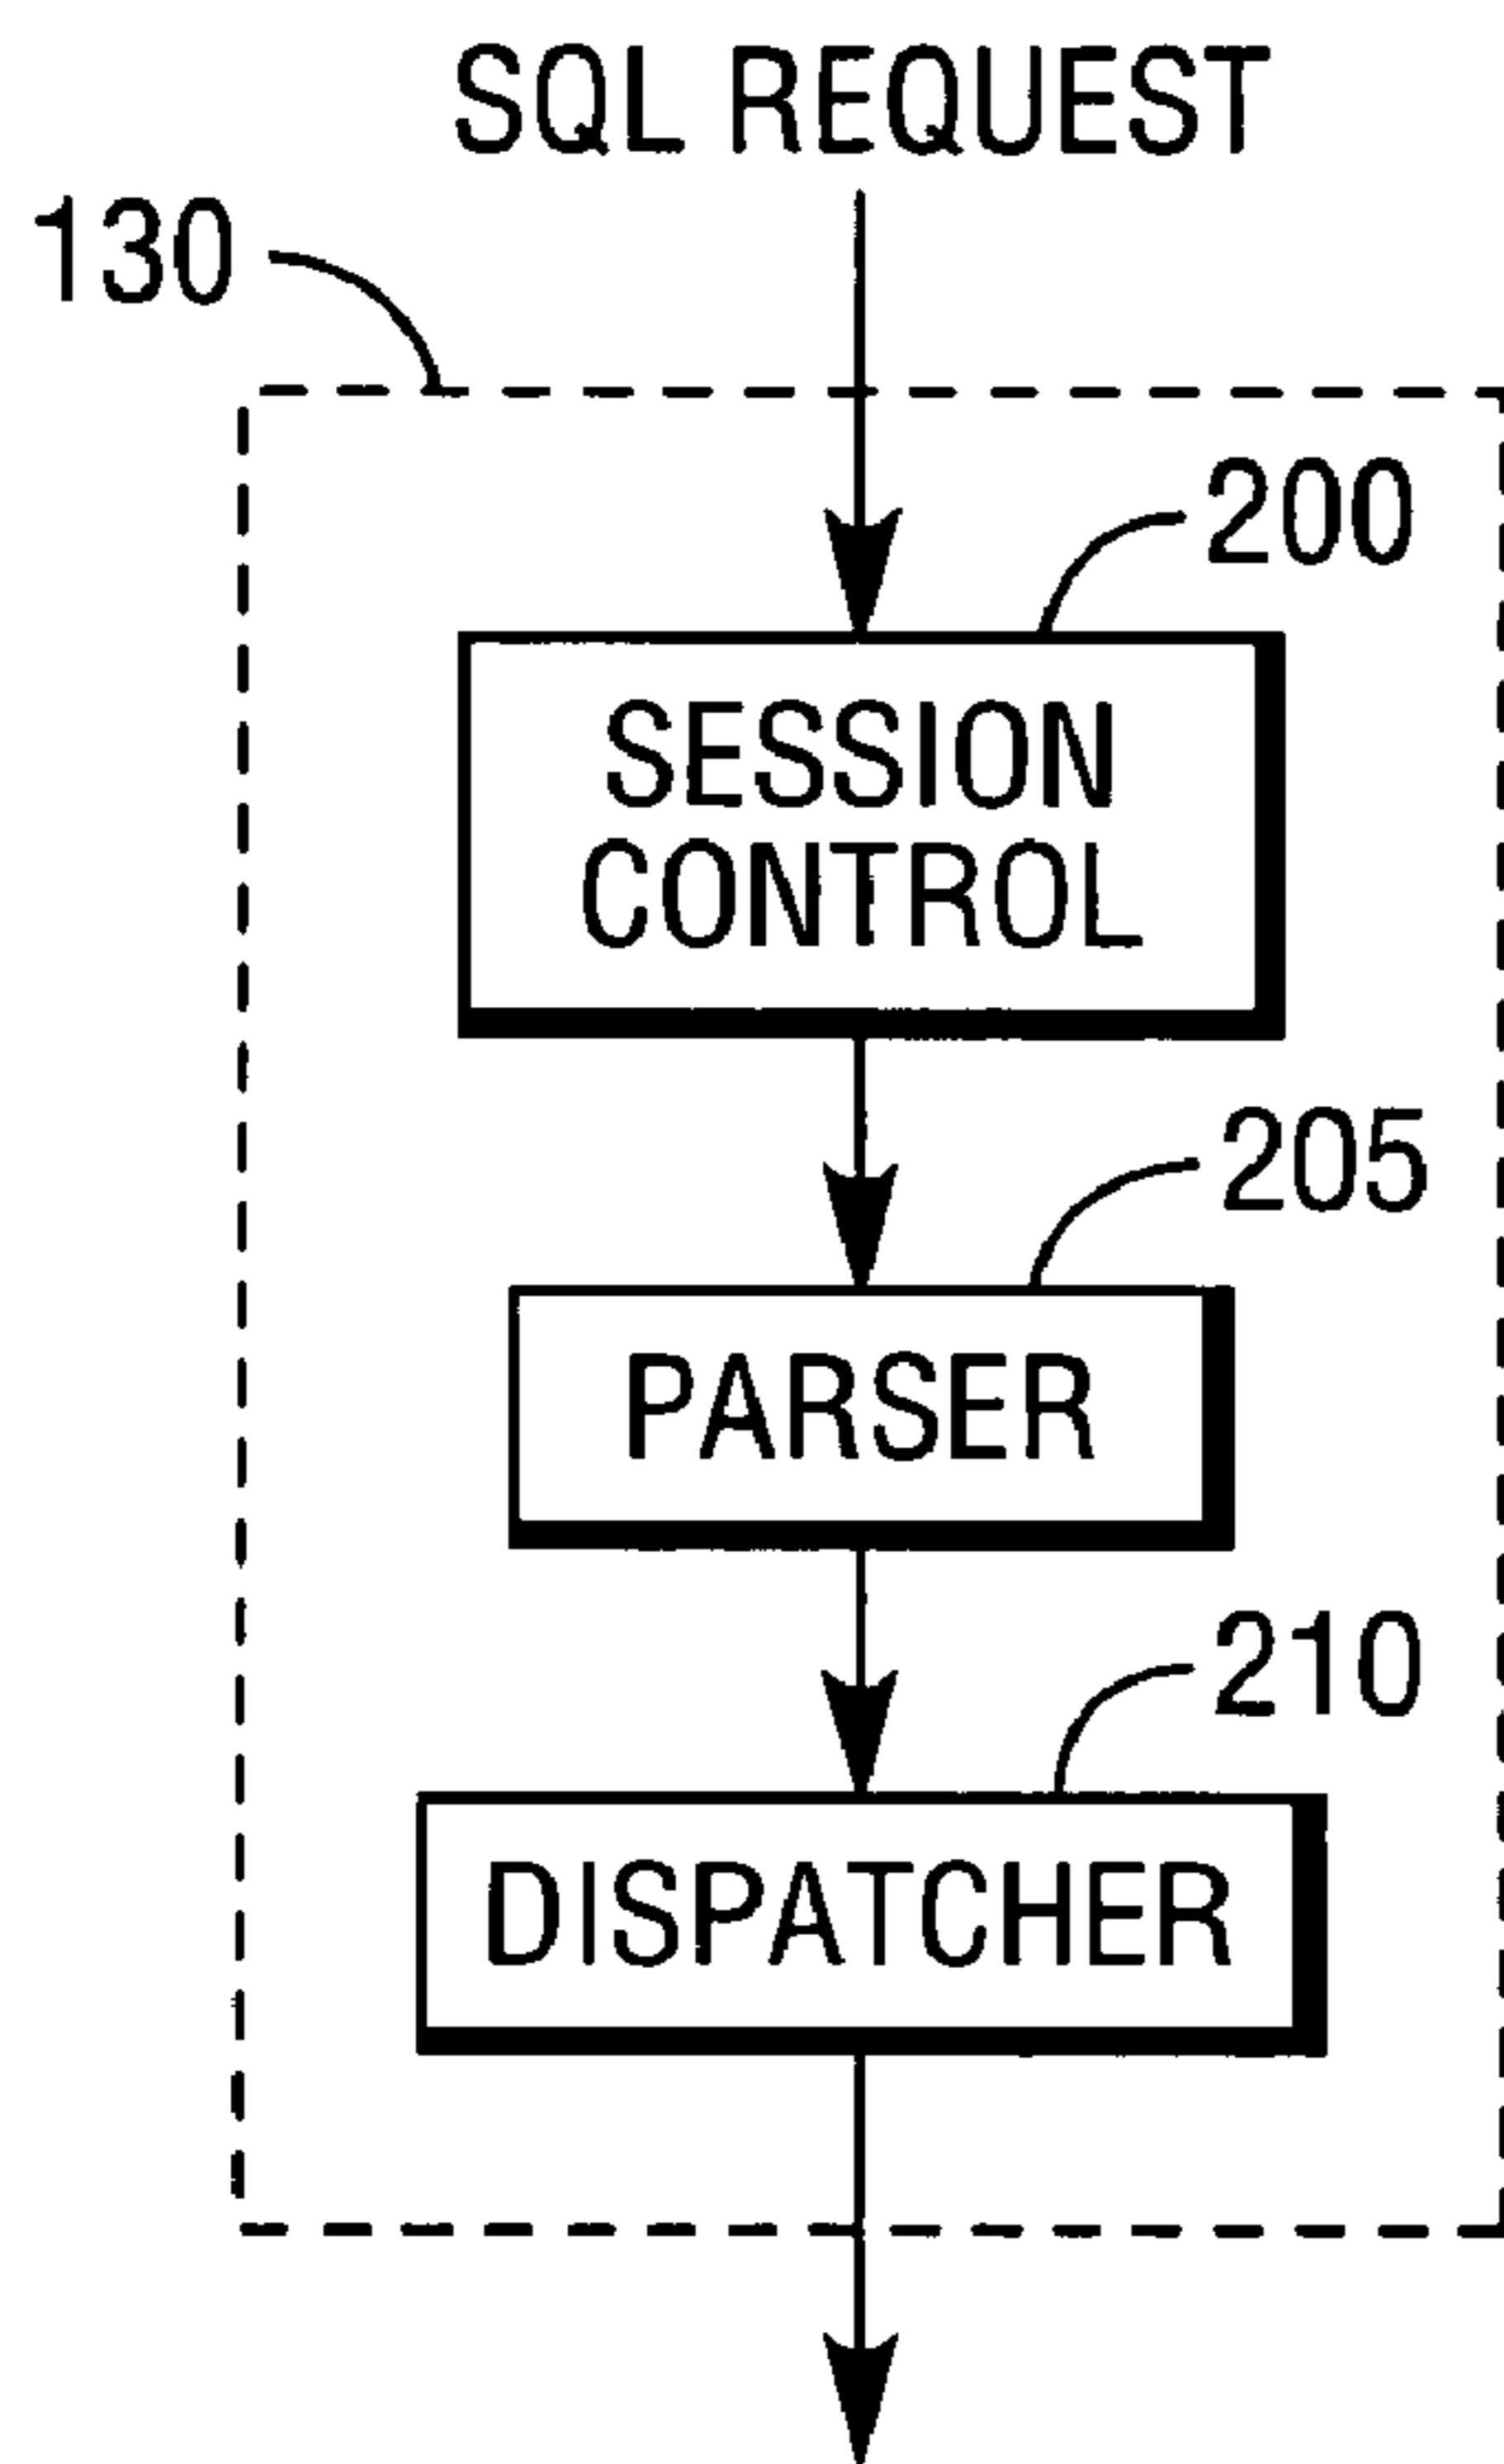 SQL REQUEST
130
200
SESSION
CONTROL
205
PARSER
210
DISPATCHER